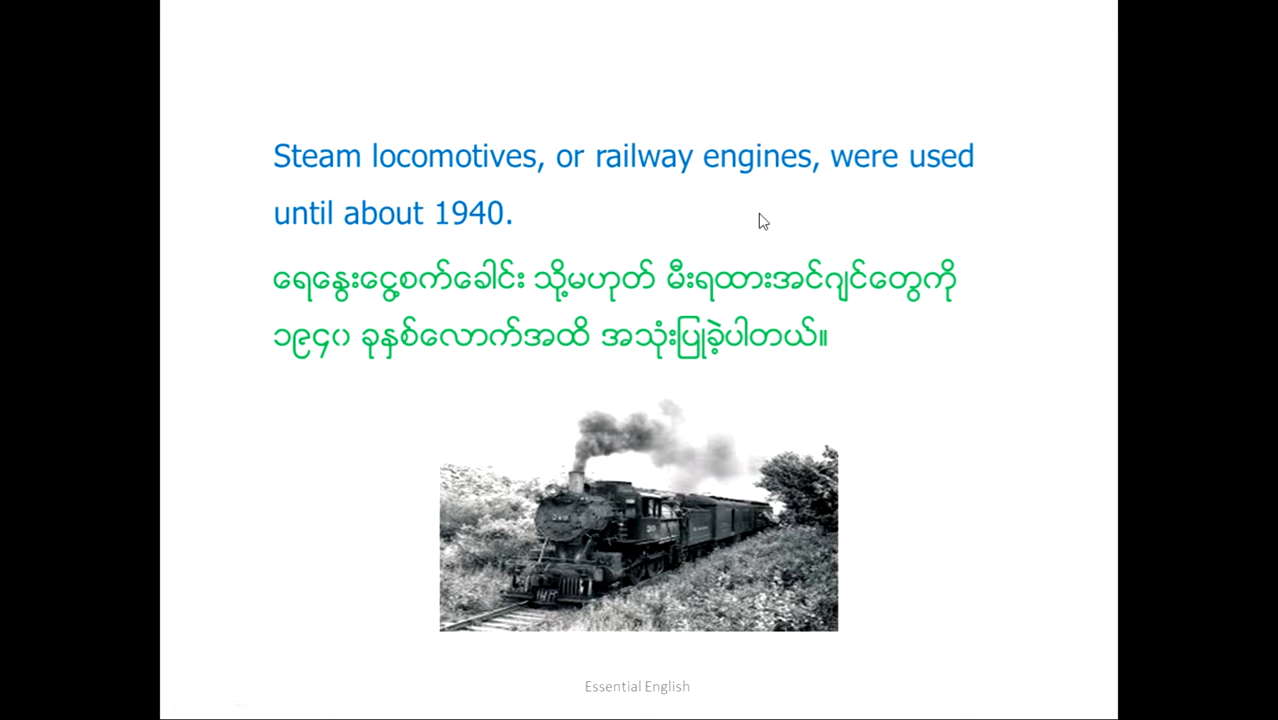 Steam locomotives, or railway engines, were used
until about 1940.
ရေနွေးငွေ့စက်ခေါင်း သို့မဟုတ် မီးရထားအင်ဂျင်တွေကို
၁၉၄၀ ခုနှစ်လောက်အထိ အသုံးပြုခဲ့ပါတယ်။
Essential English